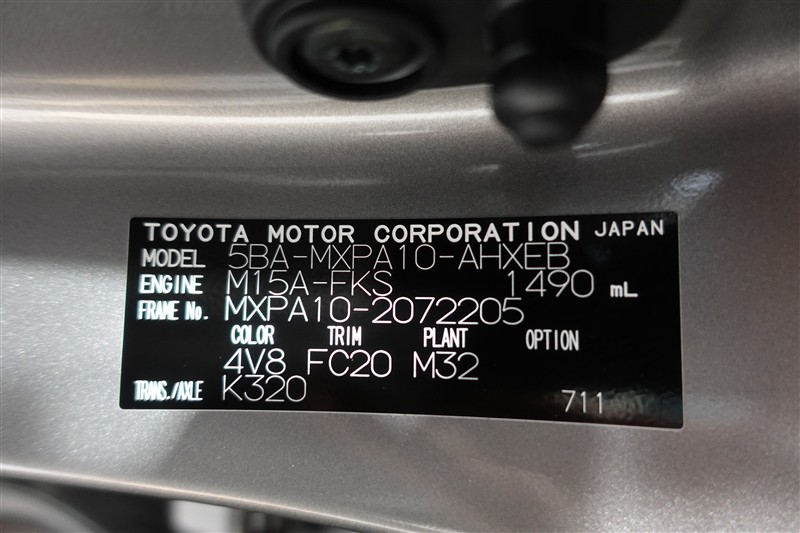 TOYOTA MOTOR CORPORATION JAPAN
MODEL 5BA-MXPA10-AHXEB
ENGINE M15A-FKS 1490 mL
FRAME No. MXPA10-2072205
COLOR TRIM PLANT OPTION
4V8 FC20 M32
TRANS./AXLE K320
711